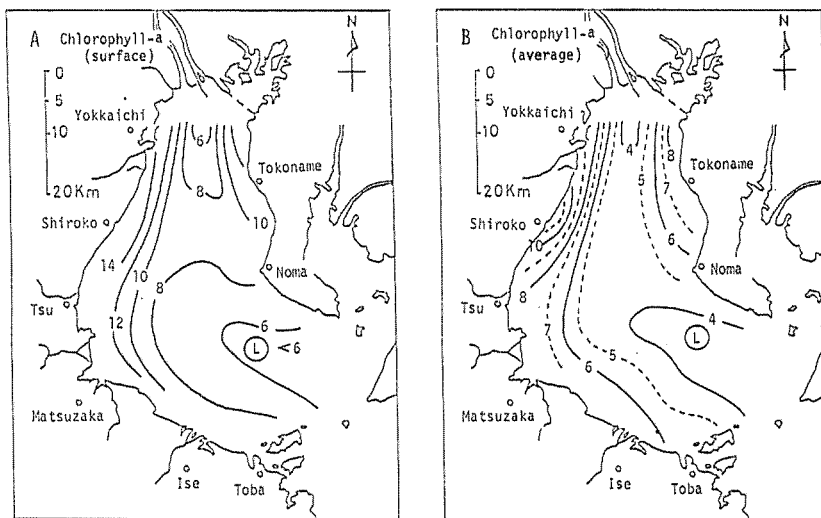 A
Chlorophyll-a
(surface)
N
0
5
10
20Km
Yokkaichi
6
8
Tokoname
10
Shiroko
14
10
8
Noma
Tsu
12
6
L
<6
Matsuzaka
Ise
Toba
B
Chlorophyll-a
(average)
N
0
5
10
20Km
Yokkaichi
4
8
Tokoname
5
7
Shiroko
10
6
Noma
8
Tsu
4
7
L
5
6
Matsuzaka
Ise
Toba